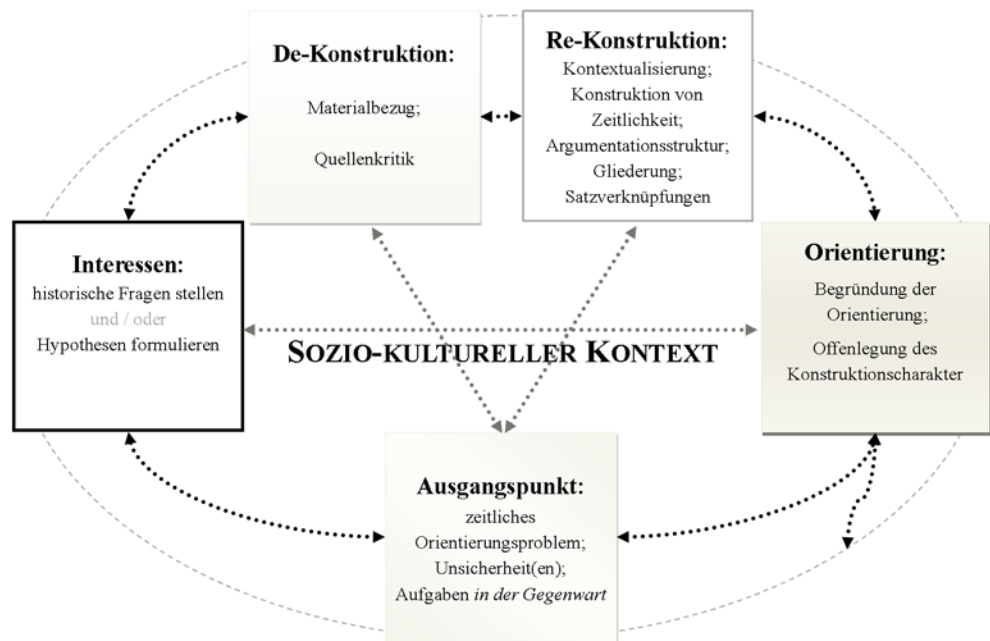 De-Konstruktion:
Materialbezug;
Quellenkritik
Re-Konstruktion:
Kontextualisierung;
Konstruktion von
Zeitlichkeit;
Argumentationsstruktur;
Gliederung;
Satzverknüpfungen
Interessen:
historische Fragen stellen
und / oder
Hypothesen formulieren
Orientierung:
Begründung der
Orientierung;
Offenlegung des
Konstruktionscharakter
SOZIO-KULTURELLER KONTEXT
Ausgangspunkt:
zeitliches
Orientierungsproblem;
Unsicherheit(en);
Aufgaben in der Gegenwart